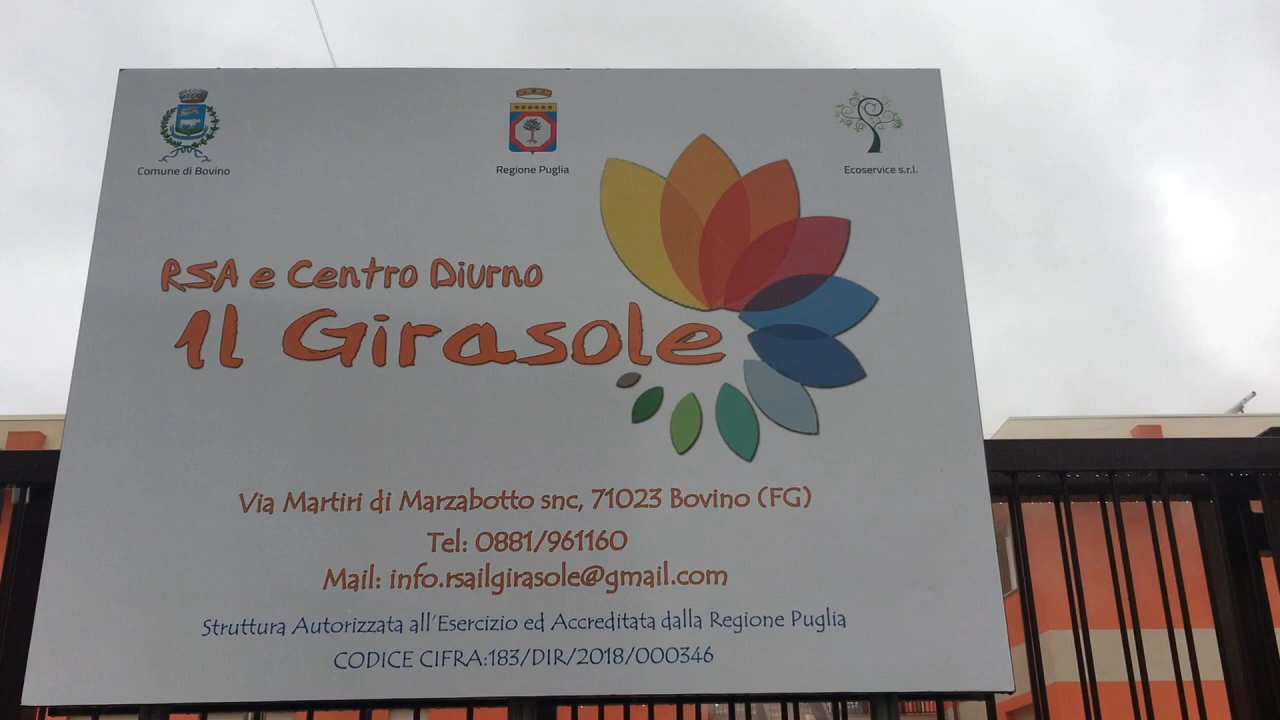 Comune di Bovino
Regione Puglia
Ecoservice s.r.l.
RSA e Centro Diurno
Il Girasole
Via Martiri di Marzabotto snc, 71023 Bovino (FG)
Tel: 0881/961160
Mail: info.rsailgirasole@gmail.com
Struttura Autorizzata all'Esercizio ed Accreditata dalla Regione Puglia
CODICE CIFRA:183/DIR/2018/000346